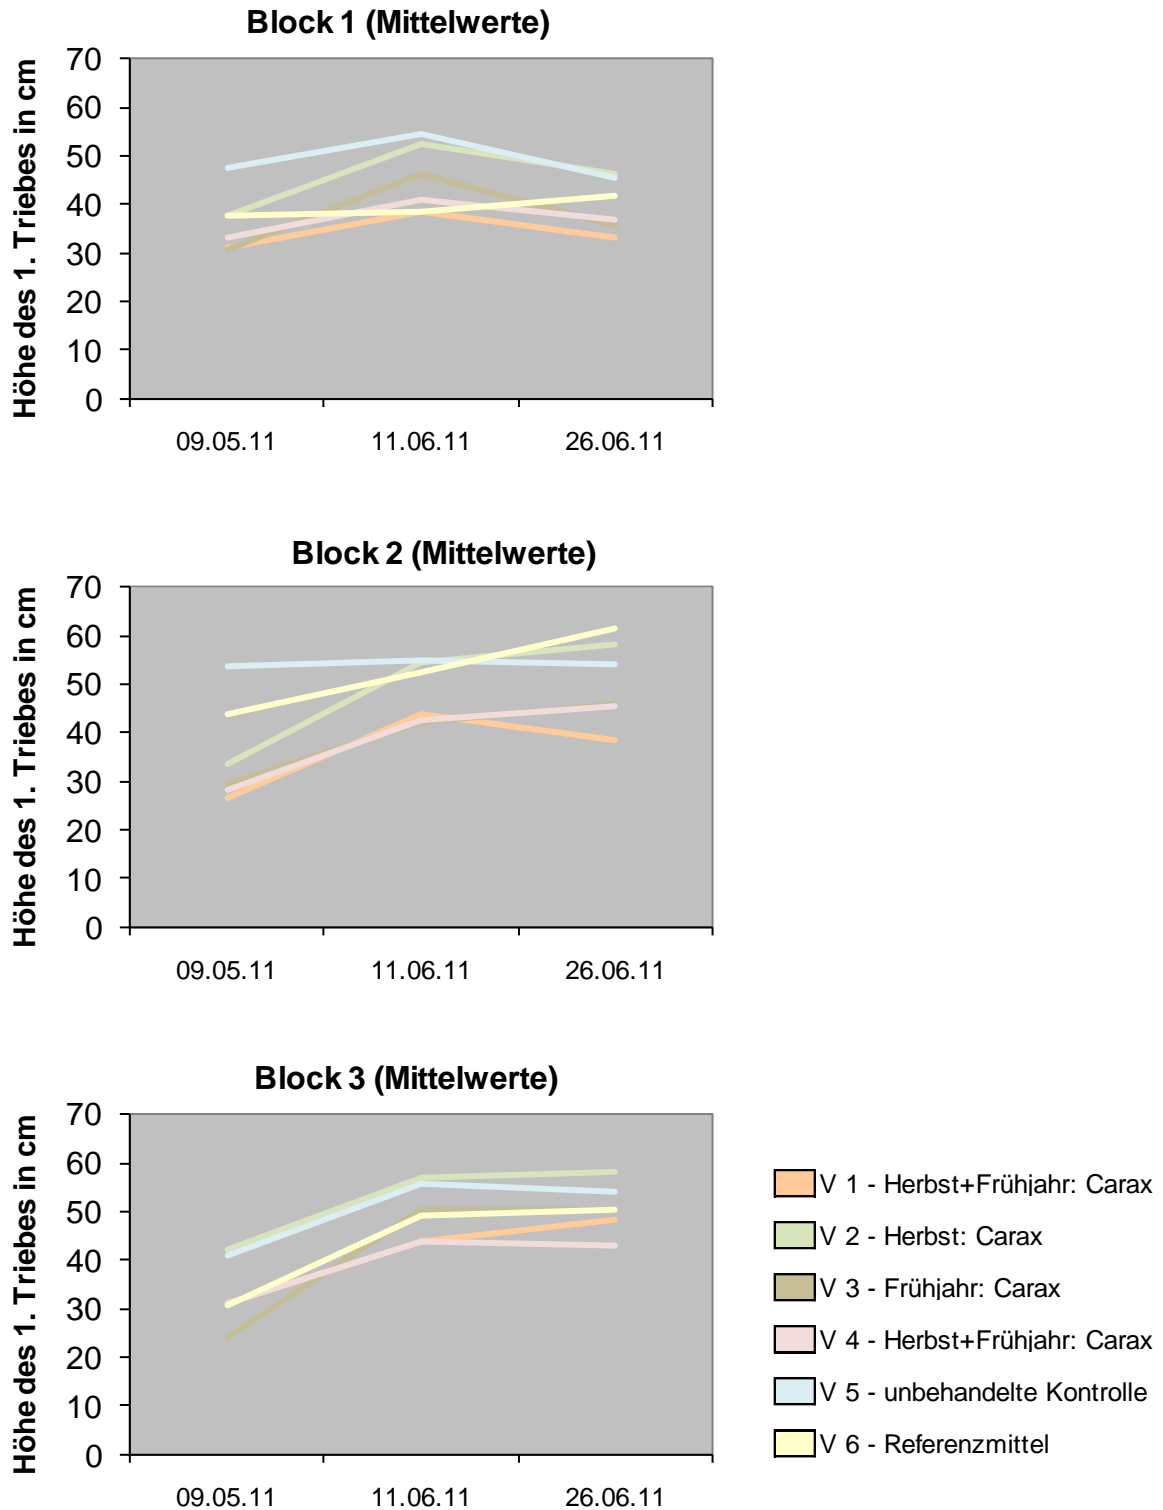 Block 1 (Mittelwerte)
Höhe des 1. Triebes in cm
70
60
50
40
30
20
10
0
09.05.11 11.06.11 26.06.11
Block 2 (Mittelwerte)
Höhe des 1. Triebes in cm
70
60
50
40
30
20
10
0
09.05.11 11.06.11 26.06.11
Block 3 (Mittelwerte)
Höhe des 1. Triebes in cm
70
60
50
40
30
20
10
0
09.05.11 11.06.11 26.06.11
V 1 - Herbst+Frühjahr: Carax
V 2 - Herbst: Carax
V 3 - Frühjahr: Carax
V 4 - Herbst+Frühjahr: Carax
V 5 - unbehandelte Kontrolle
V 6 - Referenzmittel